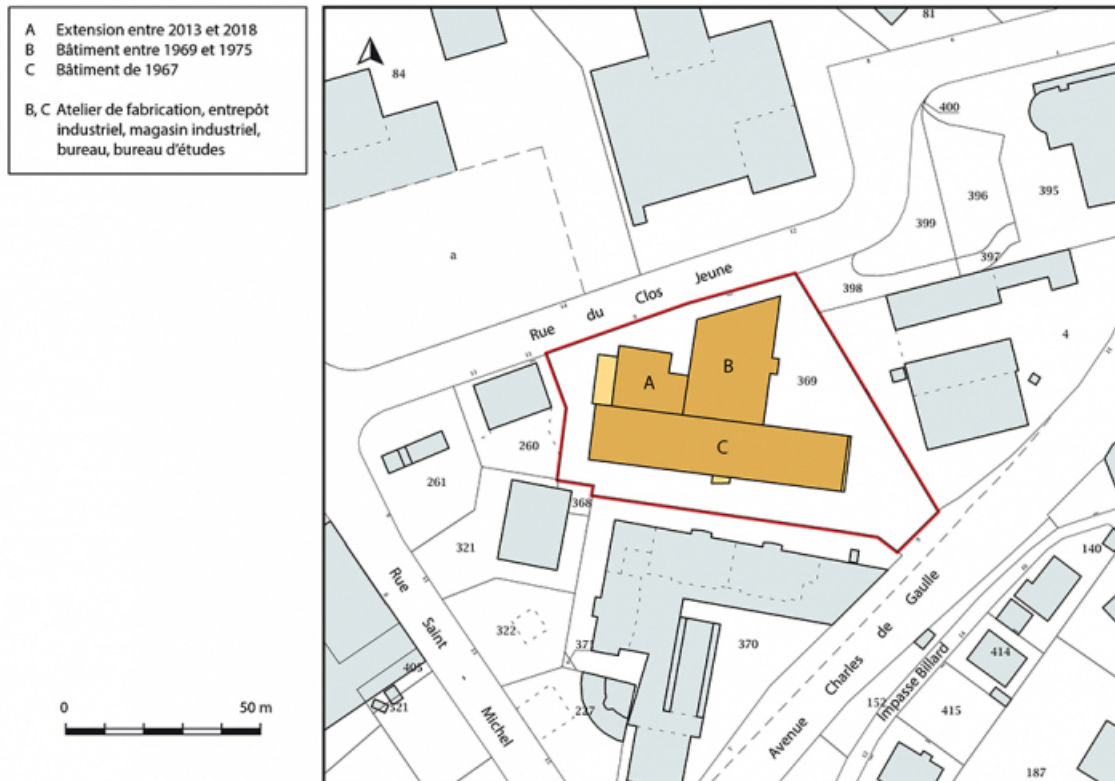 A Extension entre 2013 et 2018
B Bâtiment entre 1969 et 1975
C Bâtiment de 1967
B, C Atelier de fabrication, entrepôt
industriel, magasin industriel,
bureau, bureau d'études
0 50 m
81
84
400
396
395
399
397
398
a
Rue du Clos Jeune
4
A
B
369
C
260
261
368
321
Rue Saint Michel
322
371
370
140
414
Avenue Charles de Gaulle
Impasse Billard
152
415
405
321
227
187